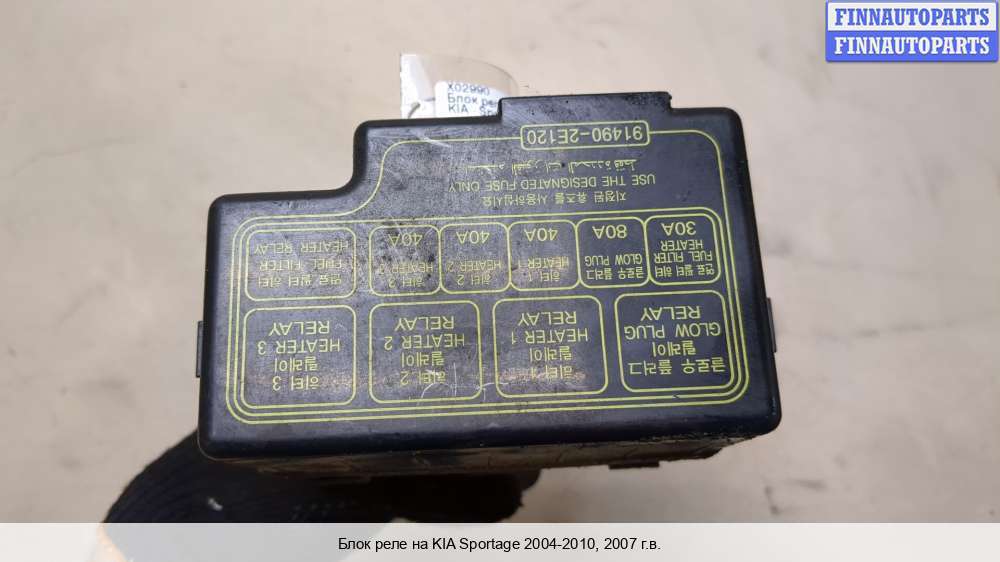 FINNAUTOPARTS
FINNAUTOPARTS
X02990
Блок ре
KIA Sp
91490-2E120
USE THE DESIGNATED FUSE ONLY
지정된 퓨즈를 사용하십시오
글로우 플러그
릴레이
GLOW PLUG
RELAY
히터 1
릴레이
HEATER 1
RELAY
히터 2
릴레이
HEATER 2
RELAY
히터 3
릴레이
HEATER 3
RELAY
연료 필터 히터
FUEL FILTER
HEATER
30A
글로우 플러그
GLOW PLUG
80A
히터 1
HEATER 1
40A
히터 2
HEATER 2
40A
히터 3
HEATER 3
40A
연료 필터 히터
FUEL FILTER
HEATER RELAY
Блок реле на KIA Sportage 2004-2010, 2007 г.в.